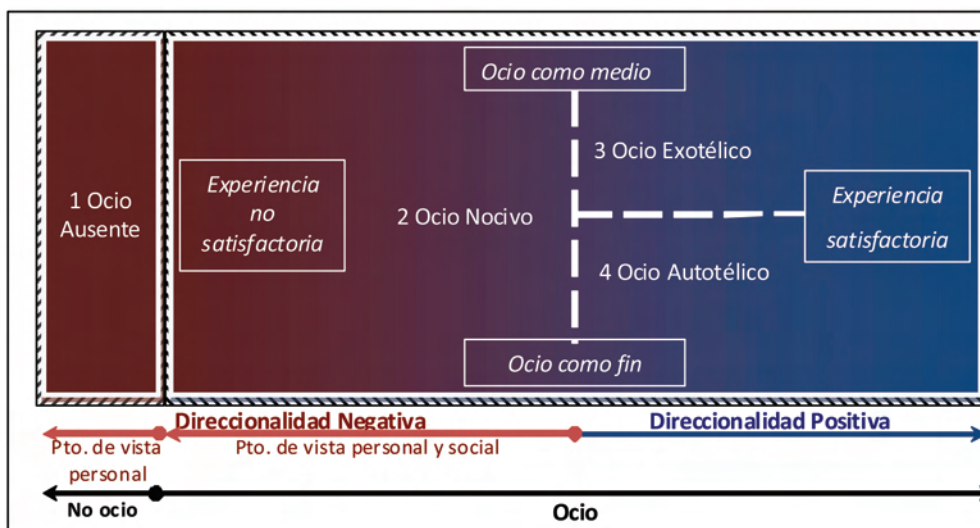 Ocio como medio
3 Ocio Exotélico
1 Ocio
Ausente
Experiencia
no
satisfactoria
2 Ocio Nocivo
Experiencia
satisfactoria
4 Ocio Autotélico
Ocio como fin
Direccionalidad Negativa
Direccionalidad Positiva
Pto. de vista
personal
Pto. de vista personal y social
No ocio
Ocio